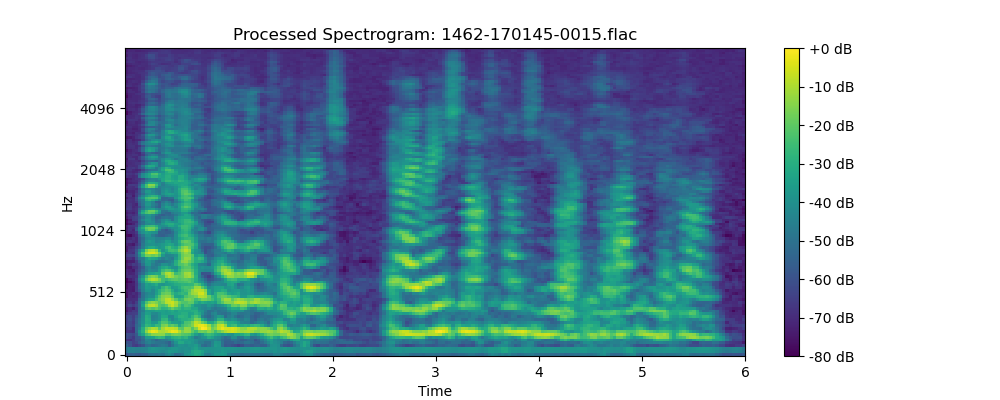 Processed Spectrogram: 1462-170145-0015.flac
Hz
4096
2048
1024
512
0
0 1 2 3 4 5 6
Time
+0 dB
-10 dB
-20 dB
-30 dB
-40 dB
-50 dB
-60 dB
-70 dB
-80 dB